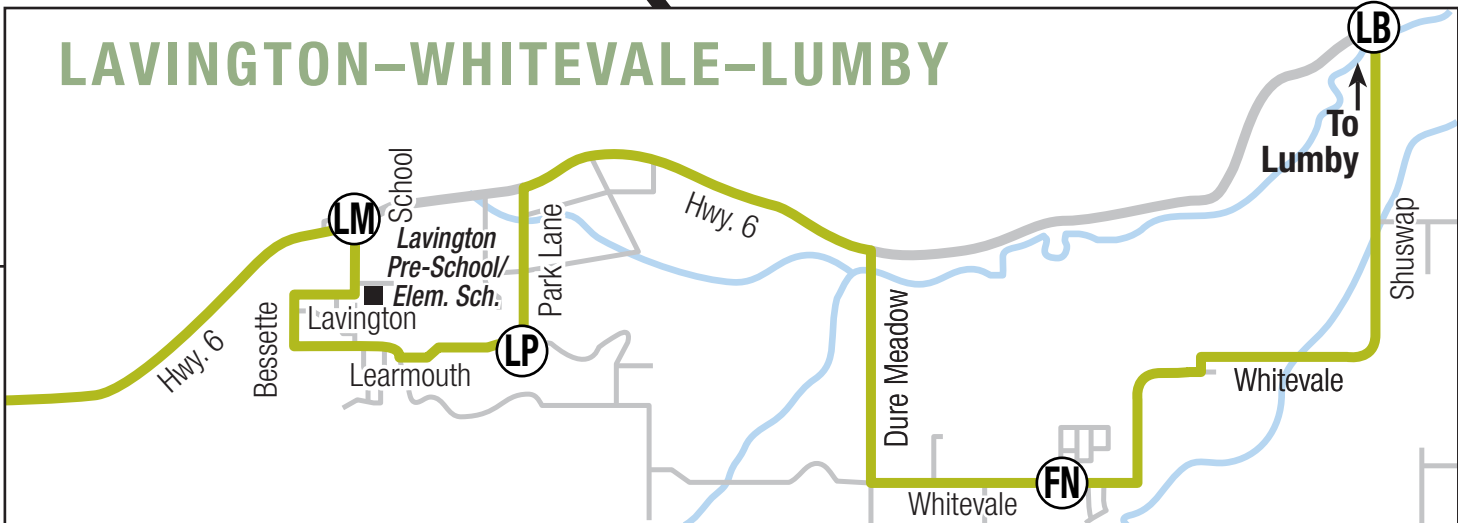 LAVINGTON–WHITEVALE–LUMBY
LB
To
Lumby
School
LM
Lavington
Pre-School/
Elem. Sch.
Park Lane
Hwy. 6
Shuswap
Bessette
Lavington
Hwy. 6
LP
Learmouth
Dure Meadow
Whitevale
FN
Whitevale